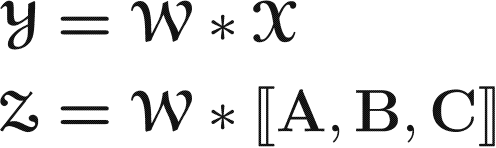 𝓨 = 𝓦 ∗ 𝓧
𝓩 = 𝓦 ∗ ⟦𝐀, 𝐁, 𝐂⟧